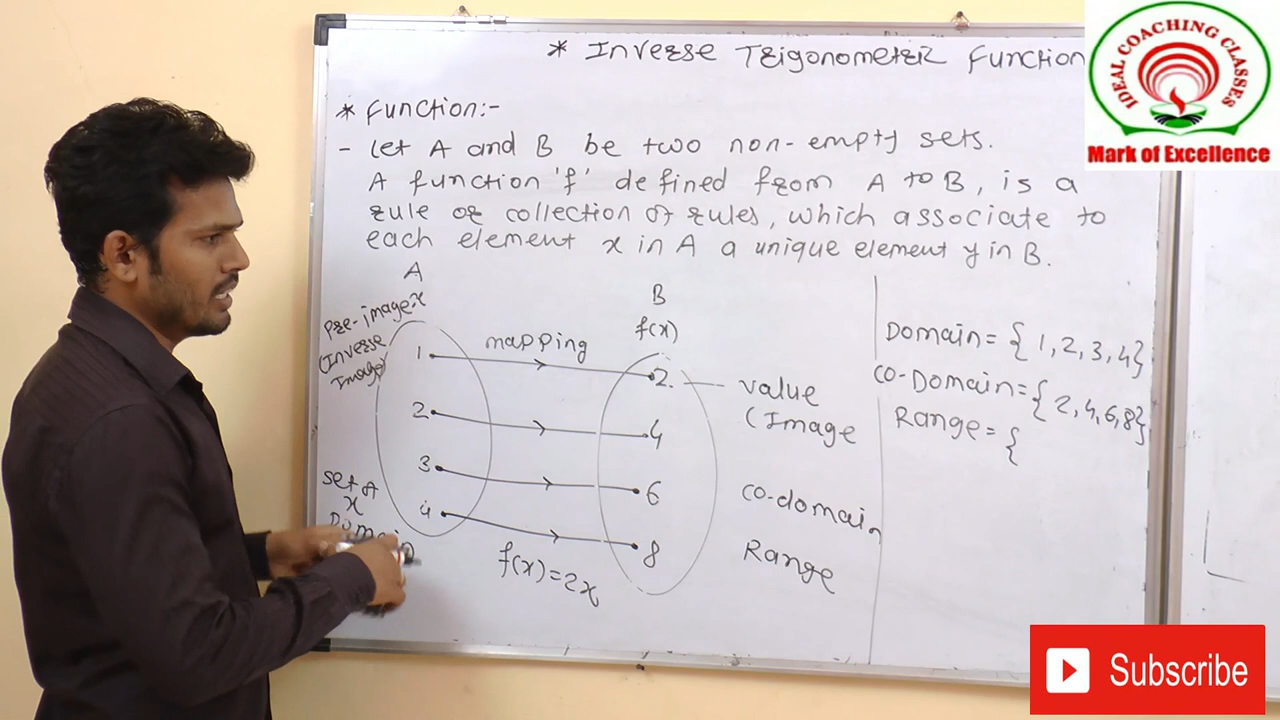 * Inverse Trigonometric Function
* Function:-
- Let A and B be two non-empty sets.
A function 'f' defined from A to B, is a
rule or collection of rules, which associate to
each element x in A a unique element y in B.
A
Pre-image-x
(Inverse
Image)
1
2
3
4
set A
x
Domain
mapping
f(x)=2x
B
f(x)
2
4
6
8
value
(Image
co-domain
Range
Domain = {1,2,3,4}
Co-Domain = {2,4,6,8}
Range = {
IDEAL COACHING CLASSES
Mark of Excellence
Subscribe